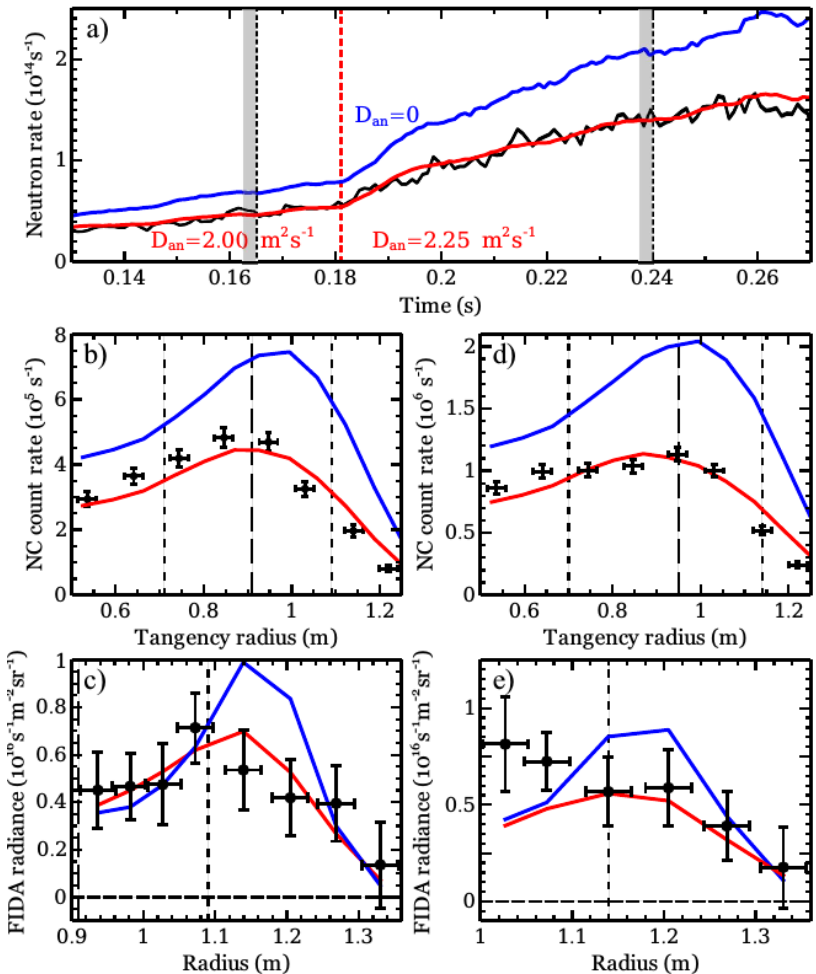 a)
Neutron rate (10¹⁴s⁻¹)
2
1
0
Dan=0
Dan=2.00 m²s⁻¹
Dan=2.25 m²s⁻¹
0.14 0.16 0.18 0.2 0.22 0.24 0.26
Time (s)
b)
NC count rate (10⁵ s⁻¹)
8
6
4
2
0
0.6 0.8 1 1.2
Tangency radius (m)
d)
NC count rate (10⁶ s⁻¹)
2
1.5
1
0.5
0
0.6 0.8 1 1.2
Tangency radius (m)
c)
FIDA radiance (10¹⁶s⁻¹m⁻²sr⁻¹)
1
0.8
0.6
0.4
0.2
0
0.9 1 1.1 1.2 1.3
Radius (m)
e)
FIDA radiance (10¹⁶s⁻¹m⁻²sr⁻¹)
1
0.5
0
1 1.1 1.2 1.3
Radius (m)